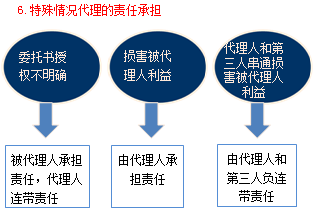 6. 特殊情况代理的责任承担
委托书授
权不明确
损害被代
理人利益
代理人和第
三人串通损
害被代理人
利益
被代理人承担
责任，代理人
连带责任
由代理人承
担责任
由代理人和
第三人负连
带责任